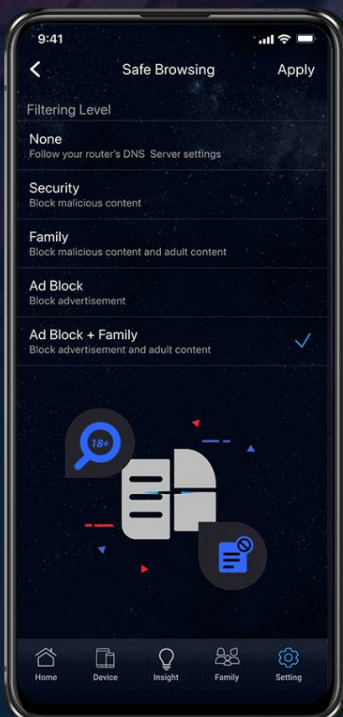 9:41
Safe Browsing
Apply
Filtering Level
None
Follow your router's DNS Server settings
Security
Block malicious content
Family
Block malicious content and adult content
Ad Block
Block advertisement
Ad Block + Family
Block advertisement and adult content
18+
Home
Device
Insight
Family
Setting